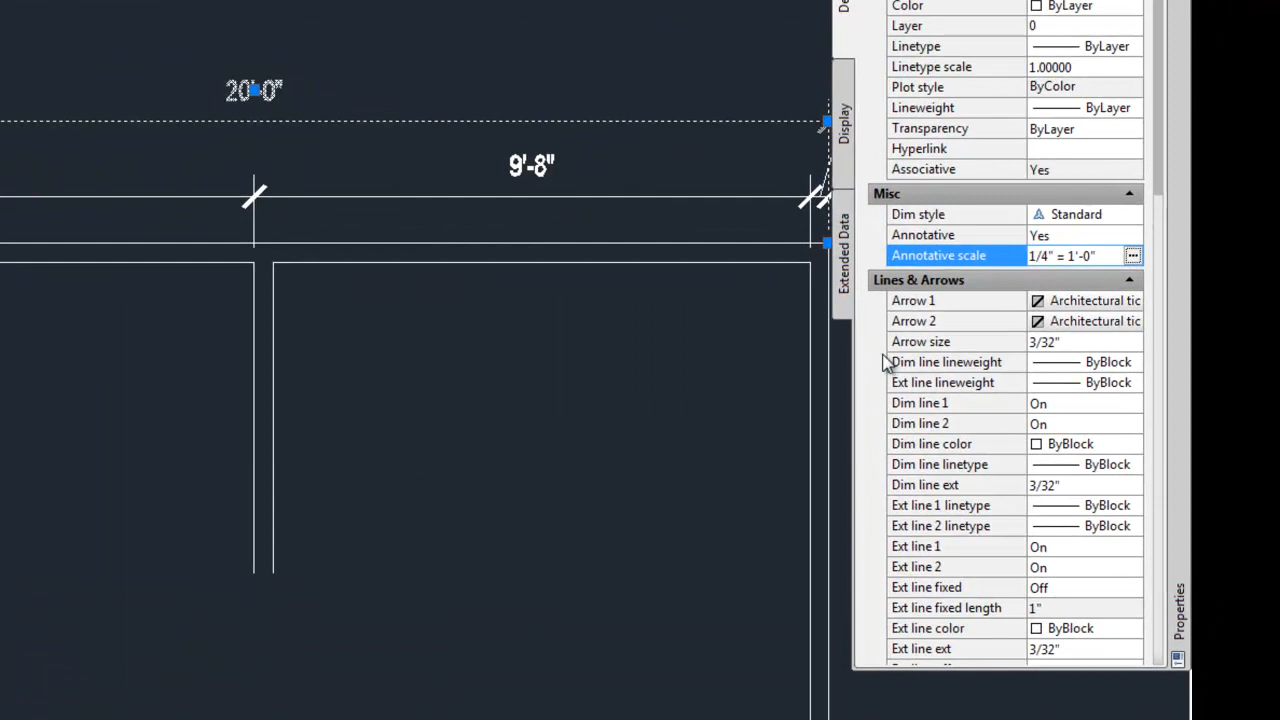 20'-0"
9'-8"
De
Display
Extended Data
Color ByLayer
Layer 0
Linetype ByLayer
Linetype scale 1.00000
Plot style ByColor
Lineweight ByLayer
Transparency ByLayer
Hyperlink
Associative Yes
Misc
Dim style Standard
Annotative Yes
Annotative scale 1/4" = 1'-0" ...
Lines & Arrows
Arrow 1 Architectural tic
Arrow 2 Architectural tic
Arrow size 3/32"
Dim line lineweight ByBlock
Ext line lineweight ByBlock
Dim line 1 On
Dim line 2 On
Dim line color ByBlock
Dim line linetype ByBlock
Dim line ext 3/32"
Ext line 1 linetype ByBlock
Ext line 2 linetype ByBlock
Ext line 1 On
Ext line 2 On
Ext line fixed Off
Ext line fixed length 1"
Ext line color ByBlock
Ext line ext 3/32"
Properties